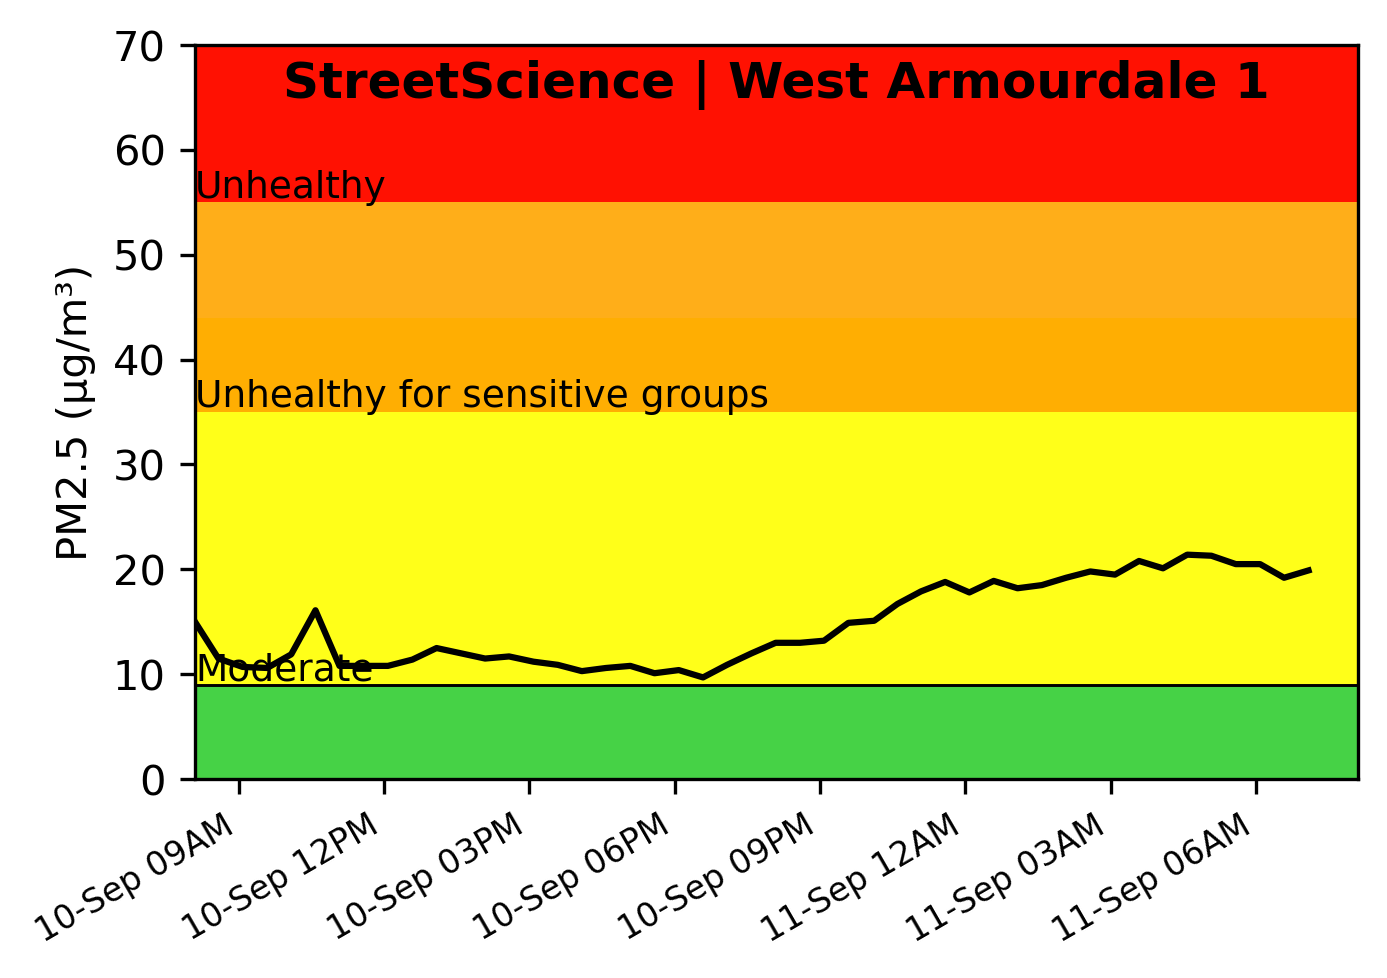 StreetScience | West Armourdale 1
70
60
50
40
30
20
10
0
PM2.5 (µg/m³)
Unhealthy
Unhealthy for sensitive groups
Moderate
10-Sep 09AM
10-Sep 12PM
10-Sep 03PM
10-Sep 06PM
10-Sep 09PM
11-Sep 12AM
11-Sep 03AM
11-Sep 06AM